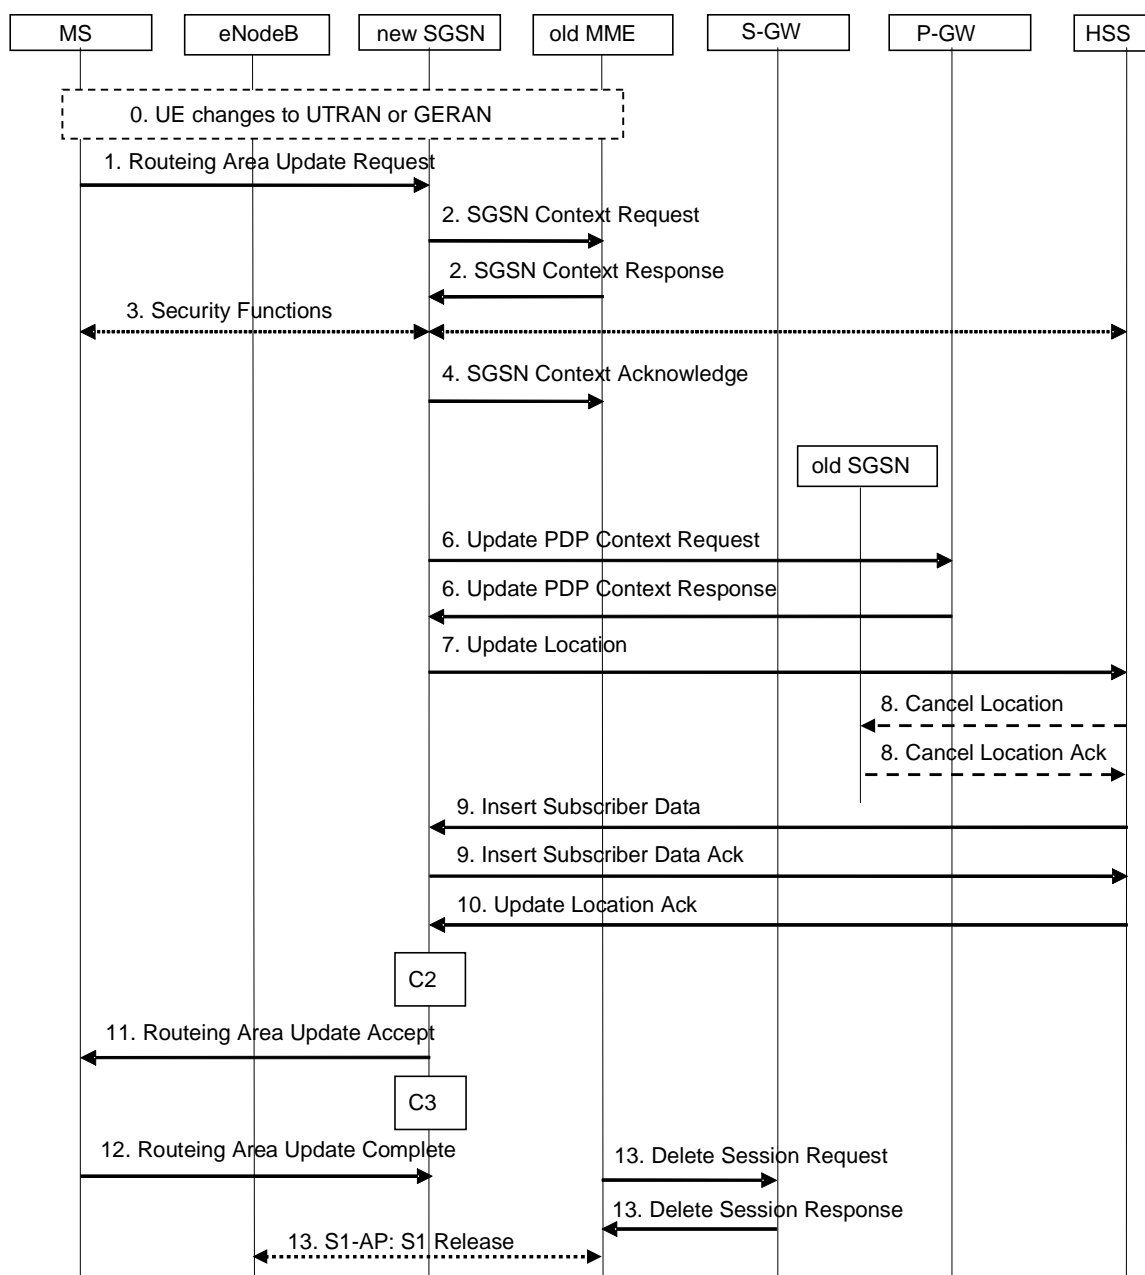 MS
eNodeB
new SGSN
old MME
S-GW
P-GW
HSS
0. UE changes to UTRAN or GERAN
1. Routeing Area Update Request
2. SGSN Context Request
2. SGSN Context Response
3. Security Functions
4. SGSN Context Acknowledge
old SGSN
6. Update PDP Context Request
6. Update PDP Context Response
7. Update Location
8. Cancel Location
8. Cancel Location Ack
9. Insert Subscriber Data
9. Insert Subscriber Data Ack
10. Update Location Ack
C2
11. Routeing Area Update Accept
C3
12. Routeing Area Update Complete
13. Delete Session Request
13. Delete Session Response
13. S1-AP: S1 Release